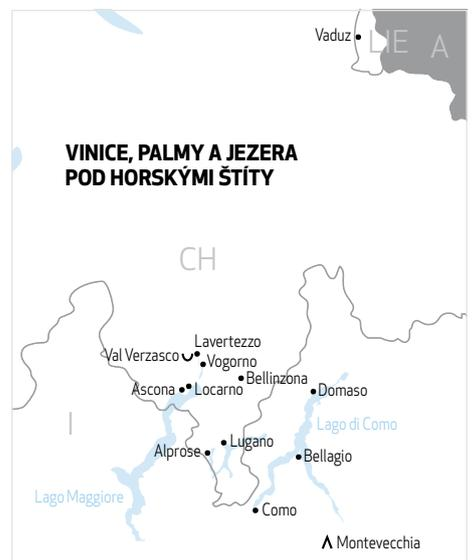 Vaduz
LIE
A
VINICE, PALMY A JEZERA
POD HORSKÝMI ŠTÍTY
CH
Lavertezzo
Val Verzasco
Vogorno
Bellinzona
Ascona
Locarno
Domaso
I
Lago di Como
Lugano
Alprose
Bellagio
Lago Maggiore
Como
Montevecchia